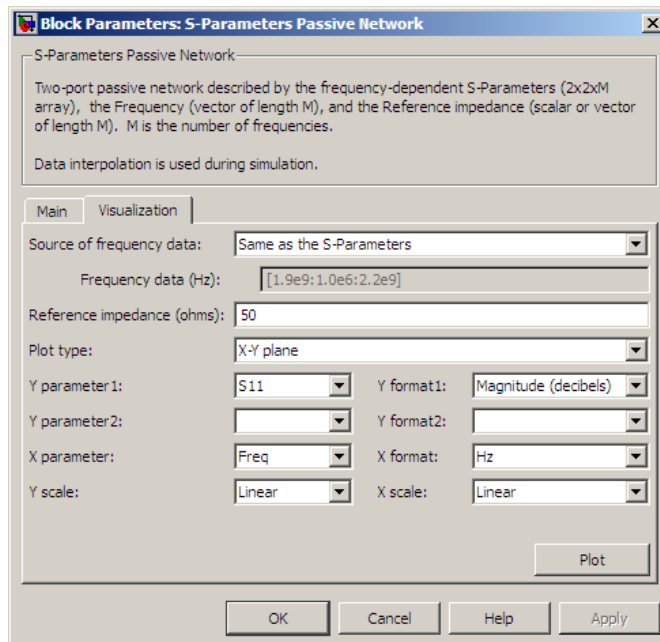 Block Parameters: S-Parameters Passive Network
S-Parameters Passive Network
Two-port passive network described by the frequency-dependent S-Parameters (2x2xM
array),  the Frequency (vector of length M), and the Reference impedance (scalar or vector
of length M).  M is the number of frequencies.
Data interpolation is used during simulation.
Main Visualization
Source of frequency data: Same as the S-Parameters
Frequency data (Hz): [1.9e9:1.0e6:2.2e9]
Reference impedance (ohms): 50
Plot type: X-Y plane
Y parameter1: S11 Y format1: Magnitude (decibels)
Y parameter2: Y format2:
X parameter: Freq X format: Hz
Y scale: Linear X scale: Linear
Plot
OK Cancel Help Apply